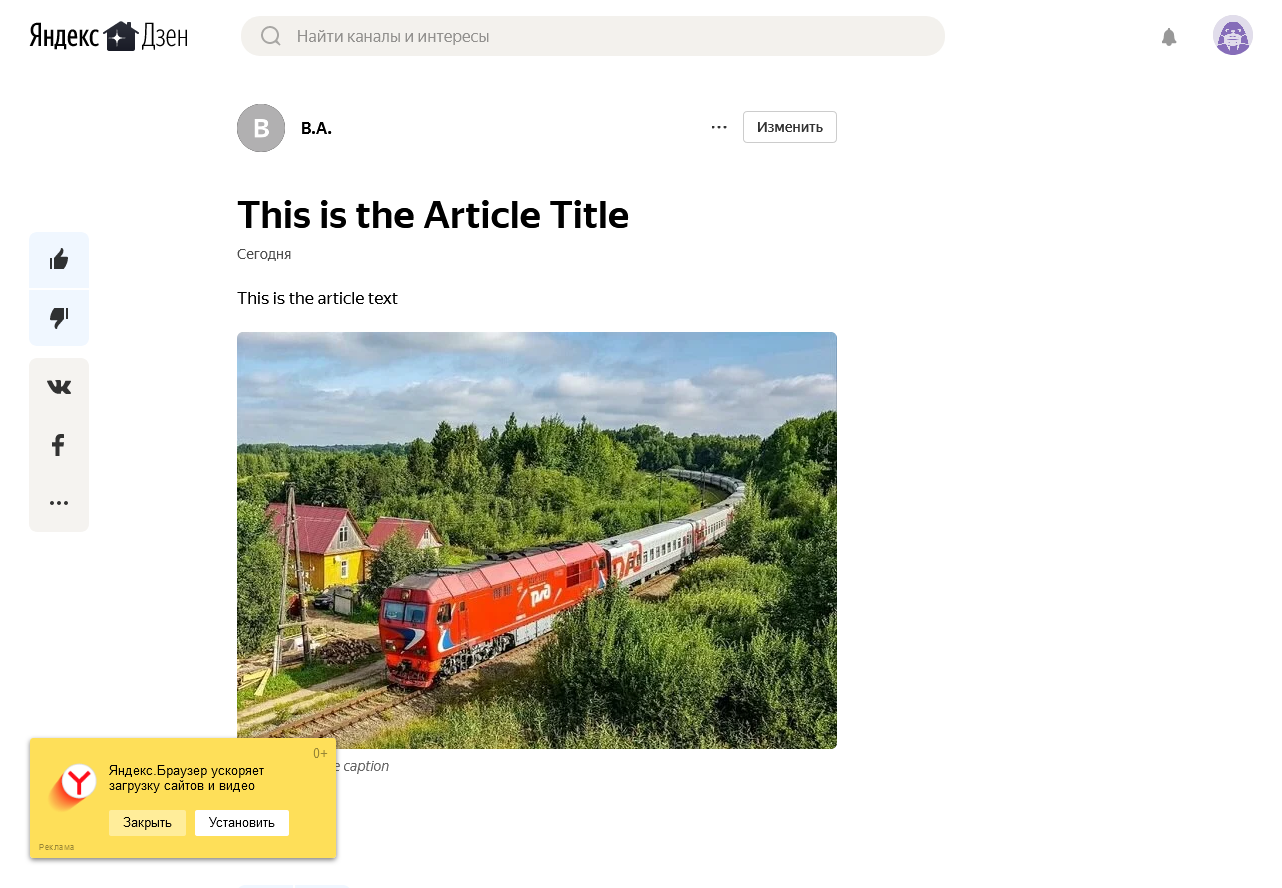 Яндекс Дзен
Найти каналы и интересы
B
B.A.
Изменить
This is the Article Title
Сегодня
This is the article text
РЖД
e caption
0+
Яндекс.Браузер ускоряет
загрузку сайтов и видео
Закрыть
Установить
Реклама